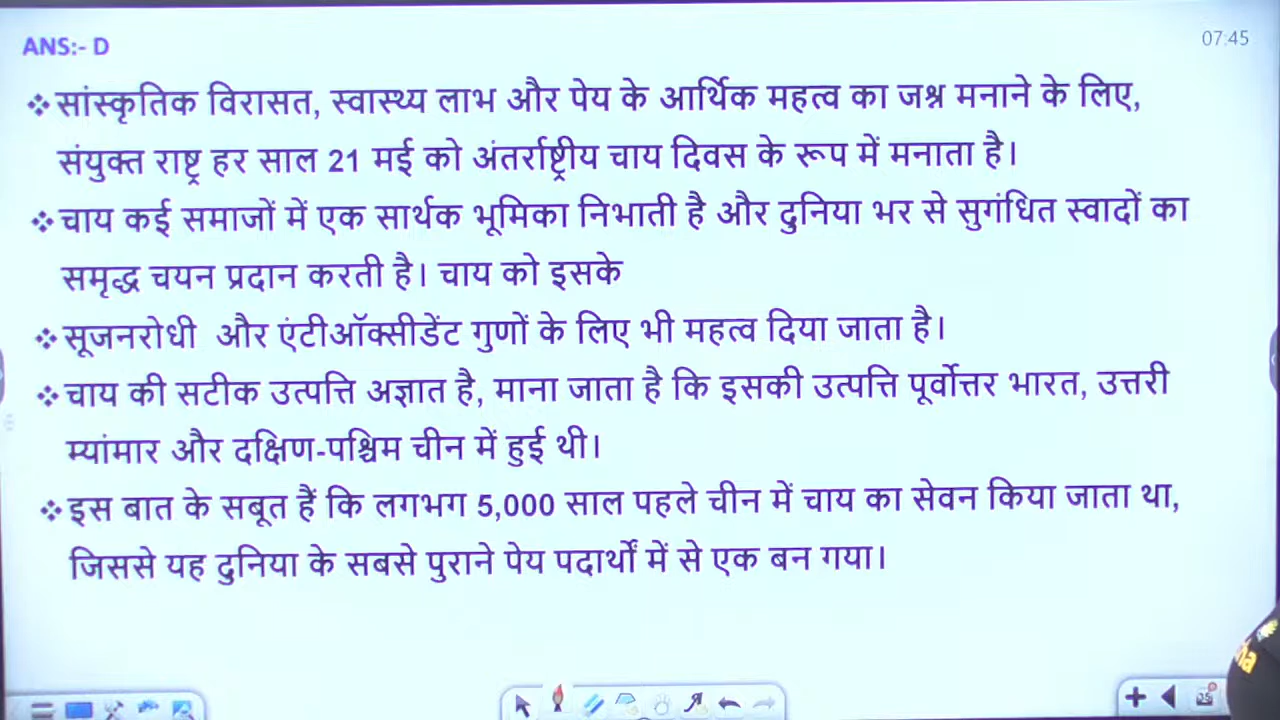 ANS:- D
07:45
❖ सांस्कृतिक विरासत, स्वास्थ्य लाभ और पेय के आर्थिक महत्व का जश्न मनाने के लिए,
संयुक्त राष्ट्र हर साल 21 मई को अंतर्राष्ट्रीय चाय दिवस के रूप में मनाता है।
❖ चाय कई समाजों में एक सार्थक भूमिका निभाती है और दुनिया भर से सुगंधित स्वादों का
समृद्ध चयन प्रदान करती है। चाय को इसके
❖ सूजनरोधी और एंटीऑक्सीडेंट गुणों के लिए भी महत्व दिया जाता है।
❖ चाय की सटीक उत्पत्ति अज्ञात है, माना जाता है कि इसकी उत्पत्ति पूर्वोत्तर भारत, उत्तरी
म्यांमार और दक्षिण-पश्चिम चीन में हुई थी।
❖ इस बात के सबूत हैं कि लगभग 5,000 साल पहले चीन में चाय का सेवन किया जाता था,
जिससे यह दुनिया के सबसे पुराने पेय पदार्थों में से एक बन गया।